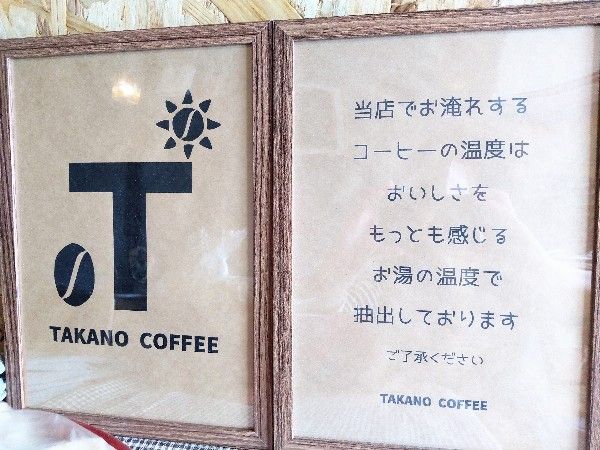 T
TAKANO COFFEE
当店でお淹れする
コーヒーの温度は
おいしさを
もっとも感じる
お湯の温度で
抽出しております
ご了承ください
TAKANO COFFEE